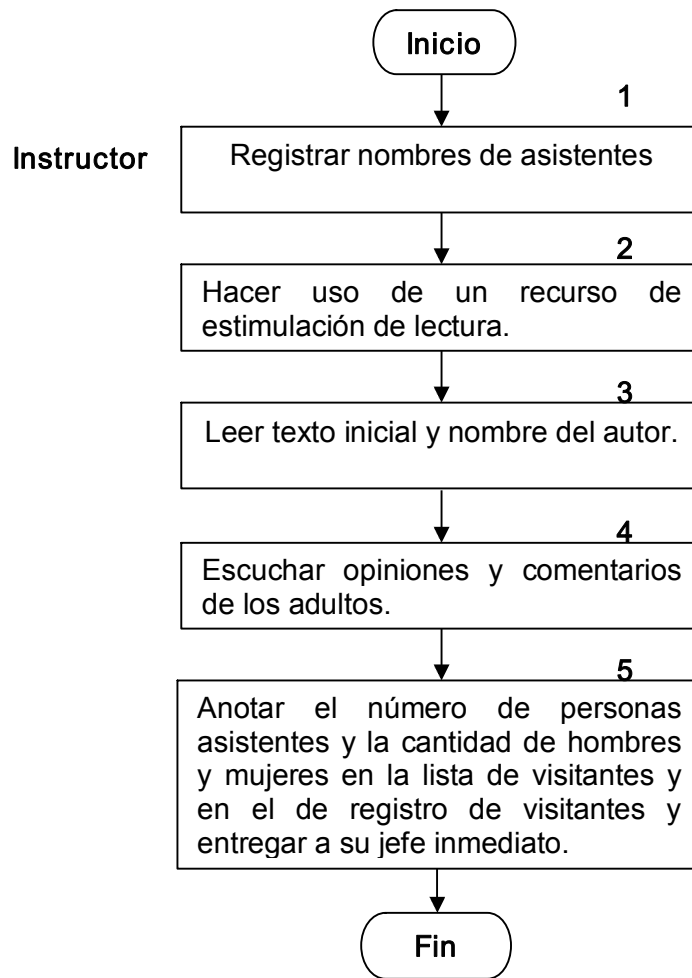 Inicio
1
Instructor
Registrar nombres de asistentes
2
Hacer uso de un recurso de
estimulación de lectura.
3
Leer texto inicial y nombre del autor.
4
Escuchar opiniones y comentarios
de los adultos.
5
Anotar el número de personas
asistentes y la cantidad de hombres
y mujeres en la lista de visitantes y
en el de registro de visitantes y
entregar a su jefe inmediato.
Fin